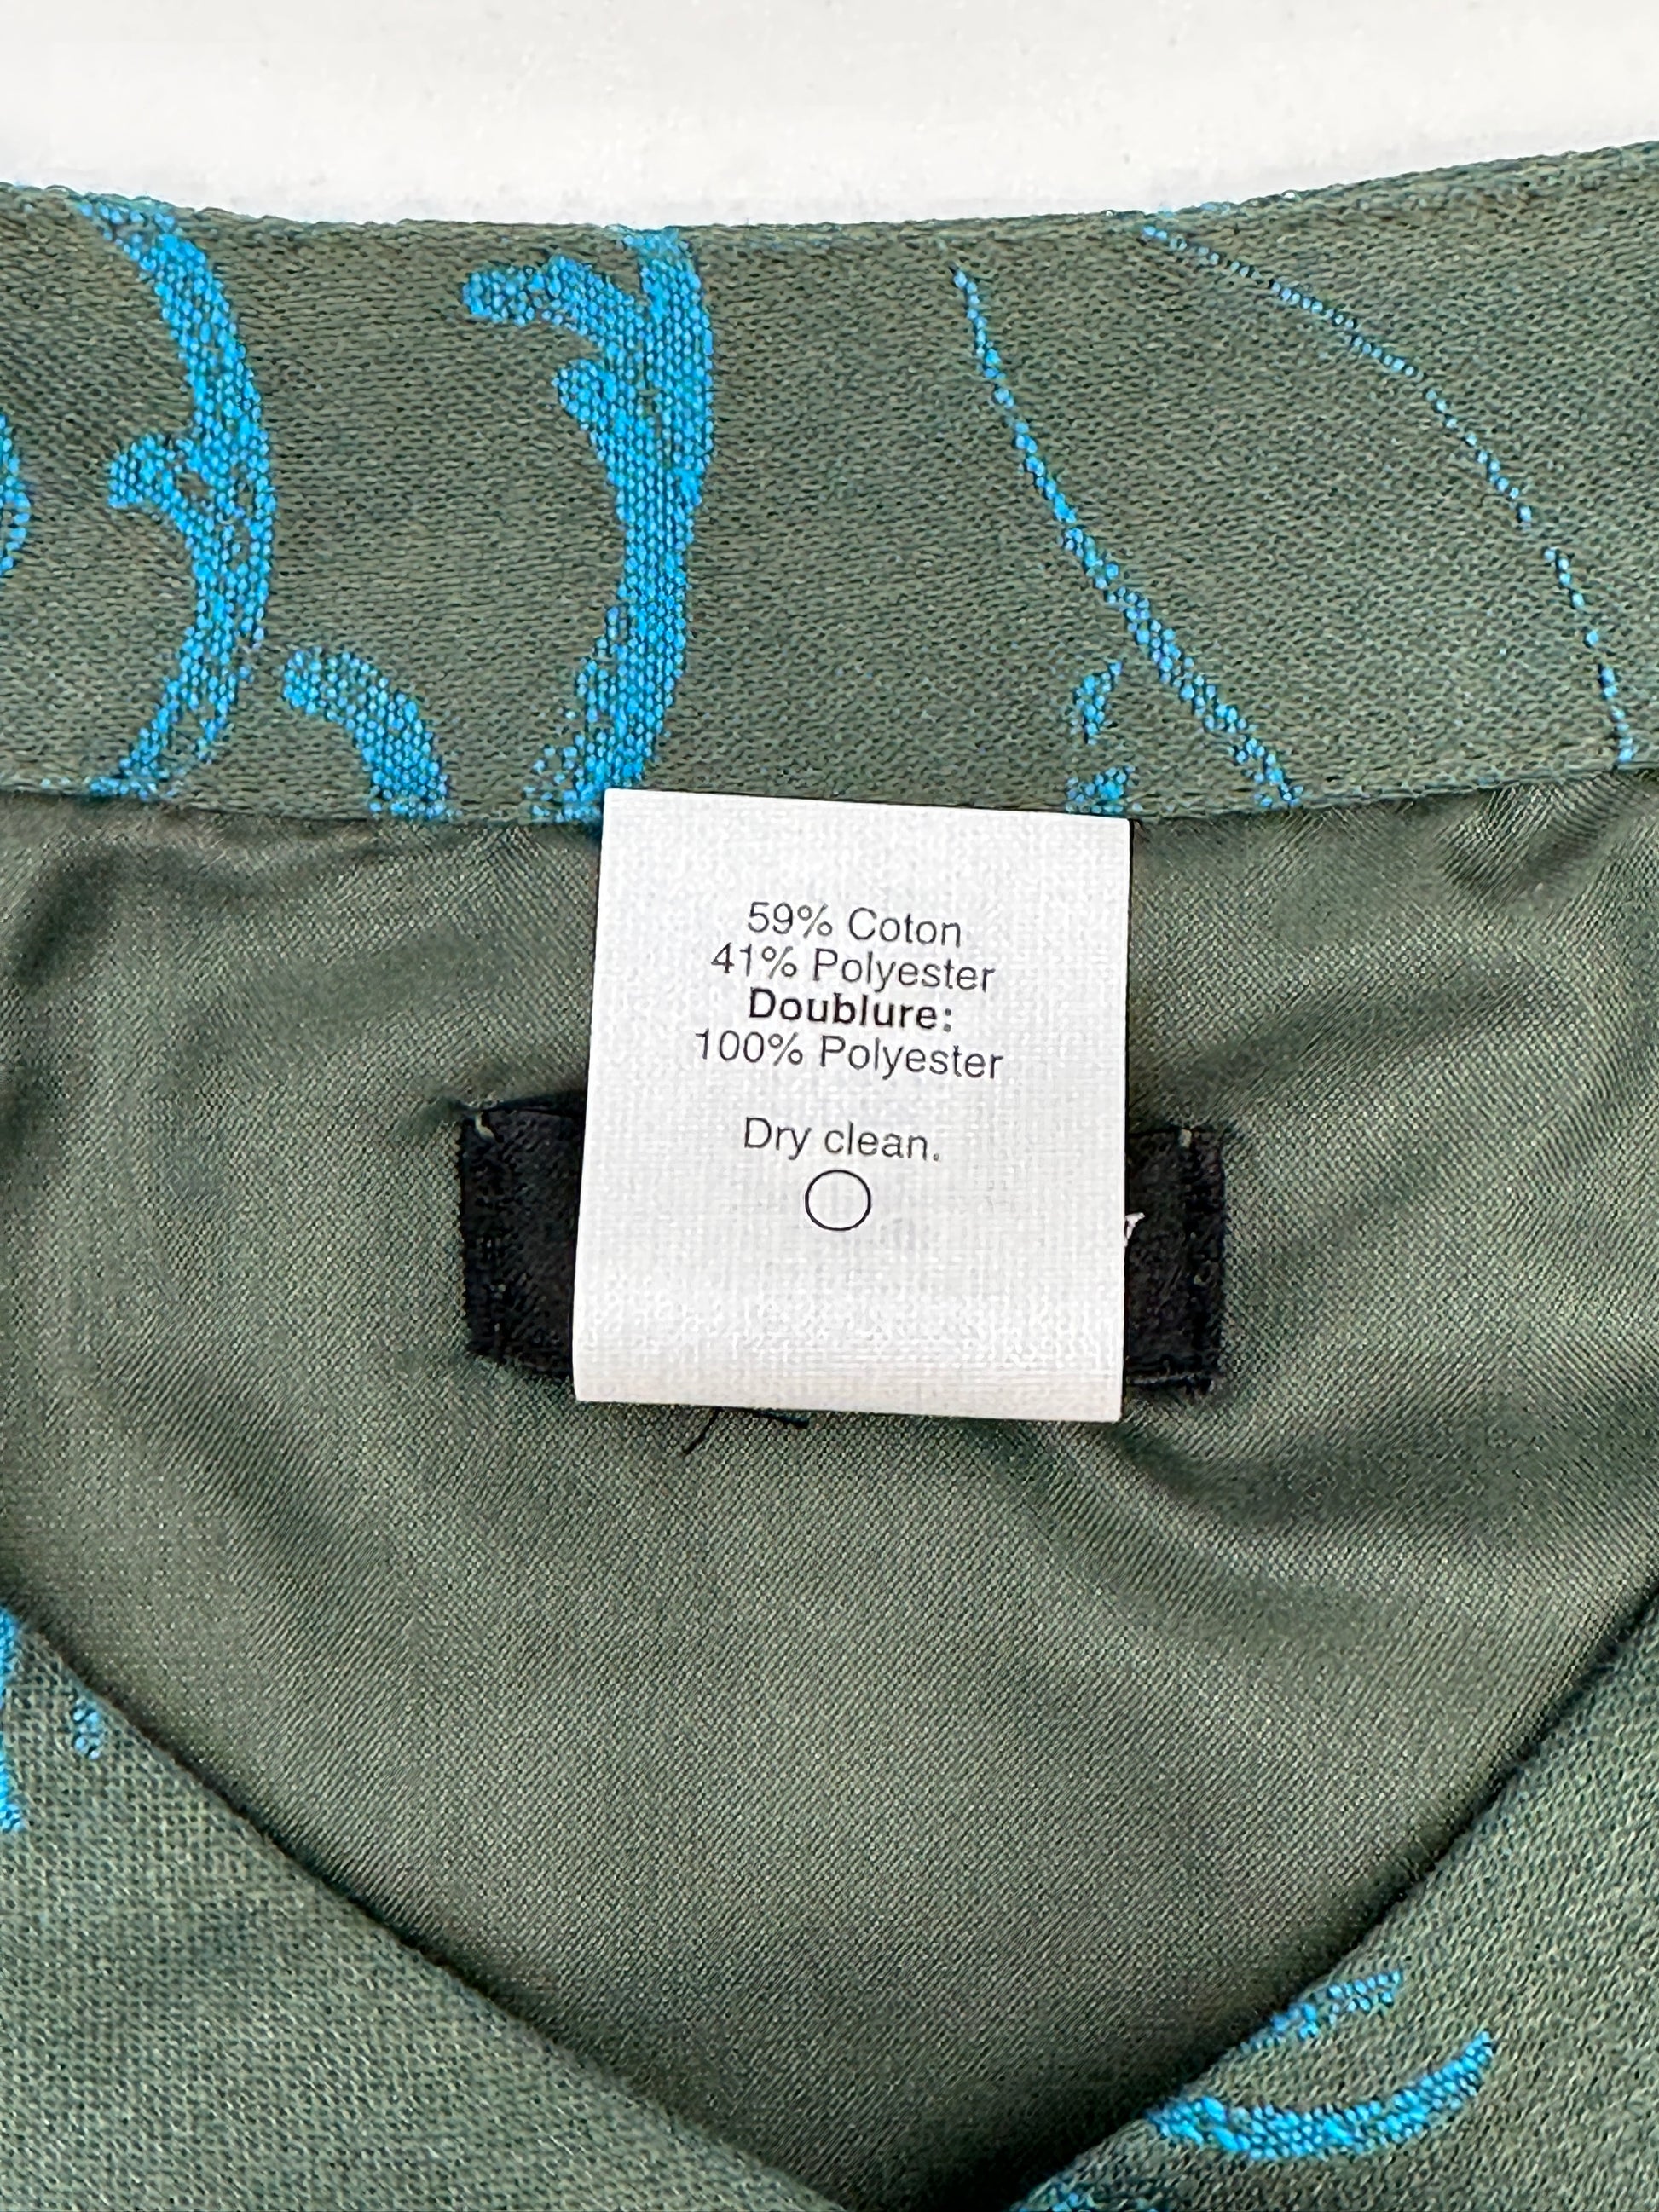 59% Coton
41% Polyester
Doublure:
100% Polyester
Dry clean.